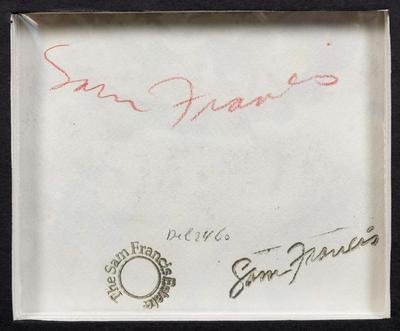 Sam Francis
Del 24 60
The Sam Francis Estate
Sam Francis